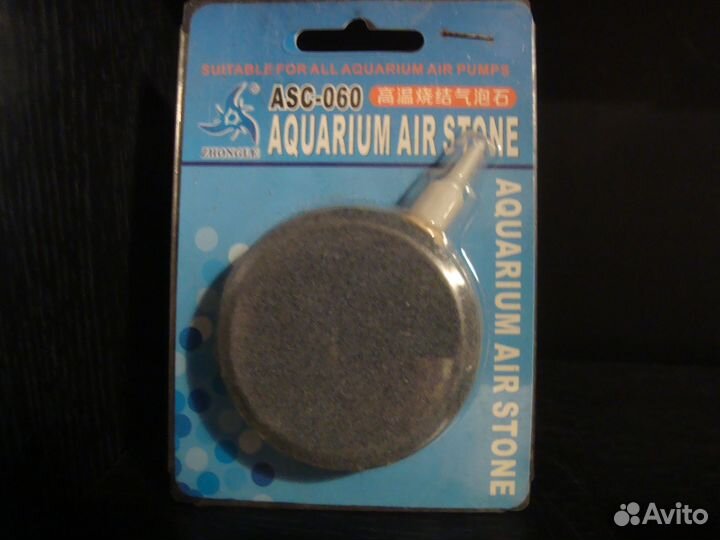 SUITABLE FOR ALL AQUARIUM AIR PUMPS
ASC-060 高温烧结气泡石
ZHONGLE AQUARIUM AIR STONE
AQUARIUM AIR STONE
Avito